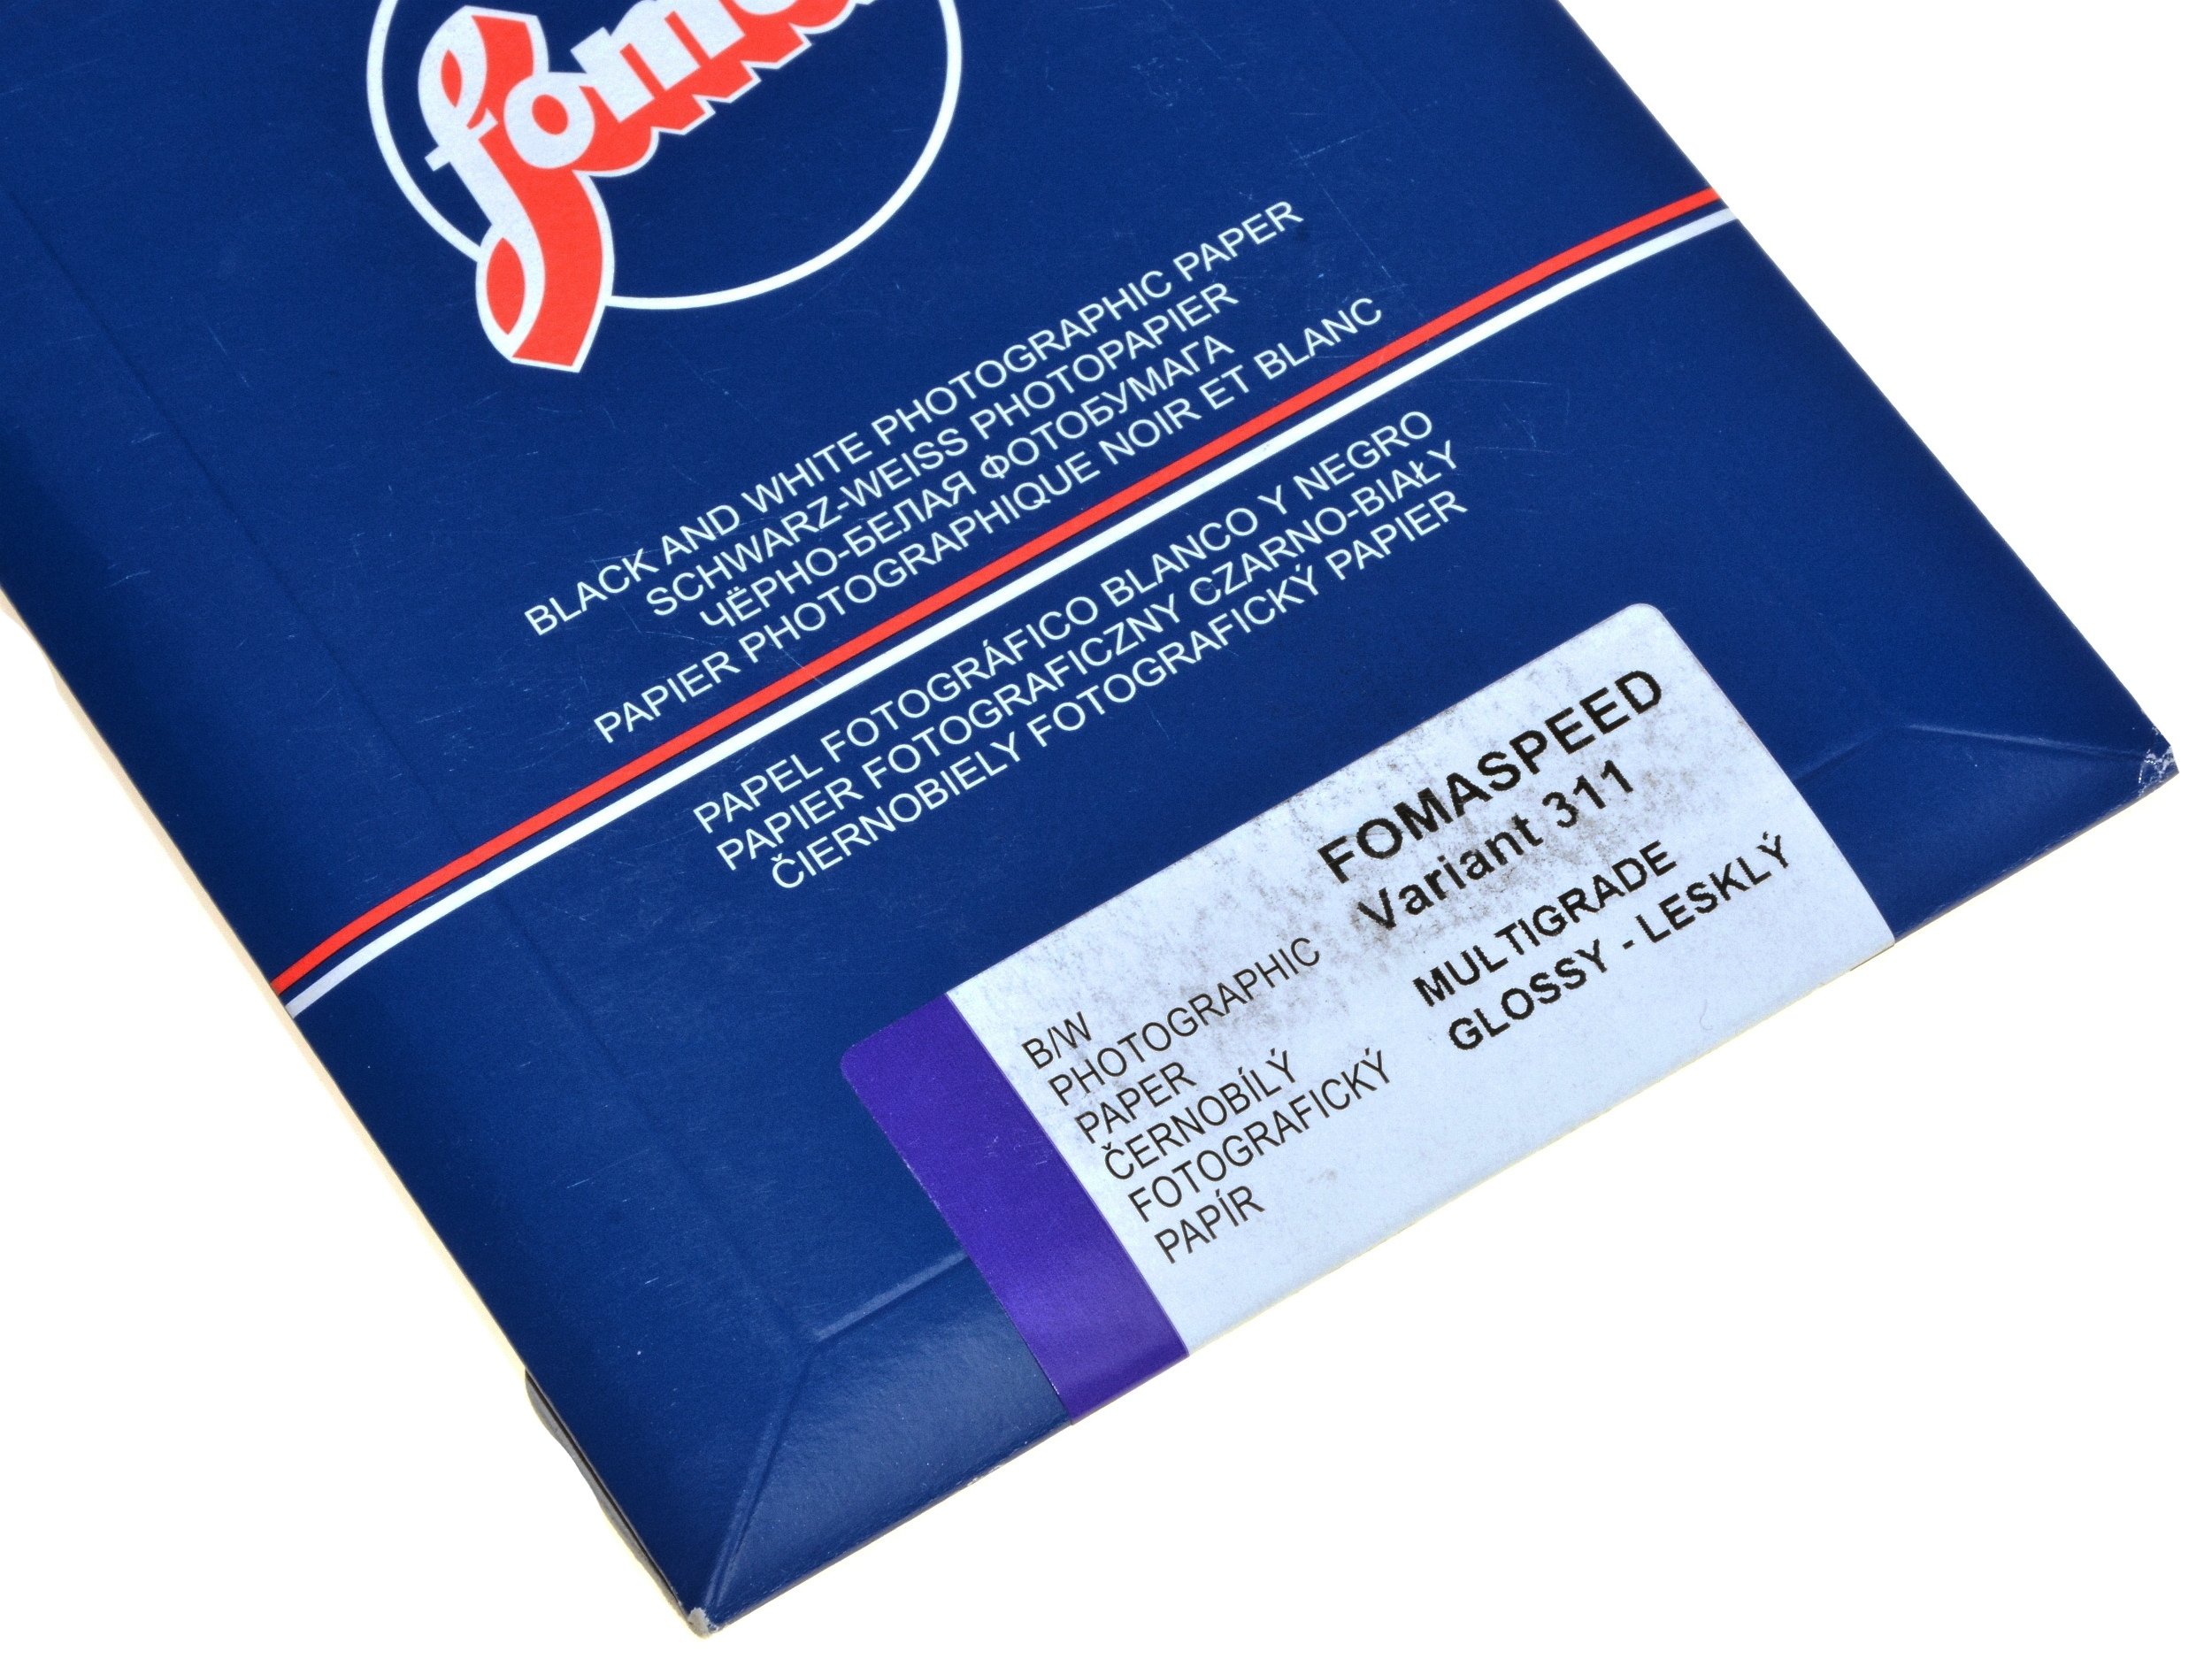 BLACK AND WHITE PHOTOGRAPHIC PAPER
SCHWARZ-WEISS PHOTOPAPIER
ЧЁРНО-БЕЛАЯ ФОТОБУМАГА
PAPIER PHOTOGRAPHIQUE NOIR ET BLANC
PAPEL FOTOGRÁFICO BLANCO Y NEGRO
PAPIER FOTOGRAFICZNY CZARNO-BIAŁY
ČIERNOBIELY FOTOGRAFICKÝ PAPIER
FOMASPEED
Variant 311
MULTIGRADE
GLOSSY - LESKLÝ
B/W
PHOTOGRAPHIC
PAPER
ČERNOBÍLÝ
FOTOGRAFICKÝ
PAPÍR